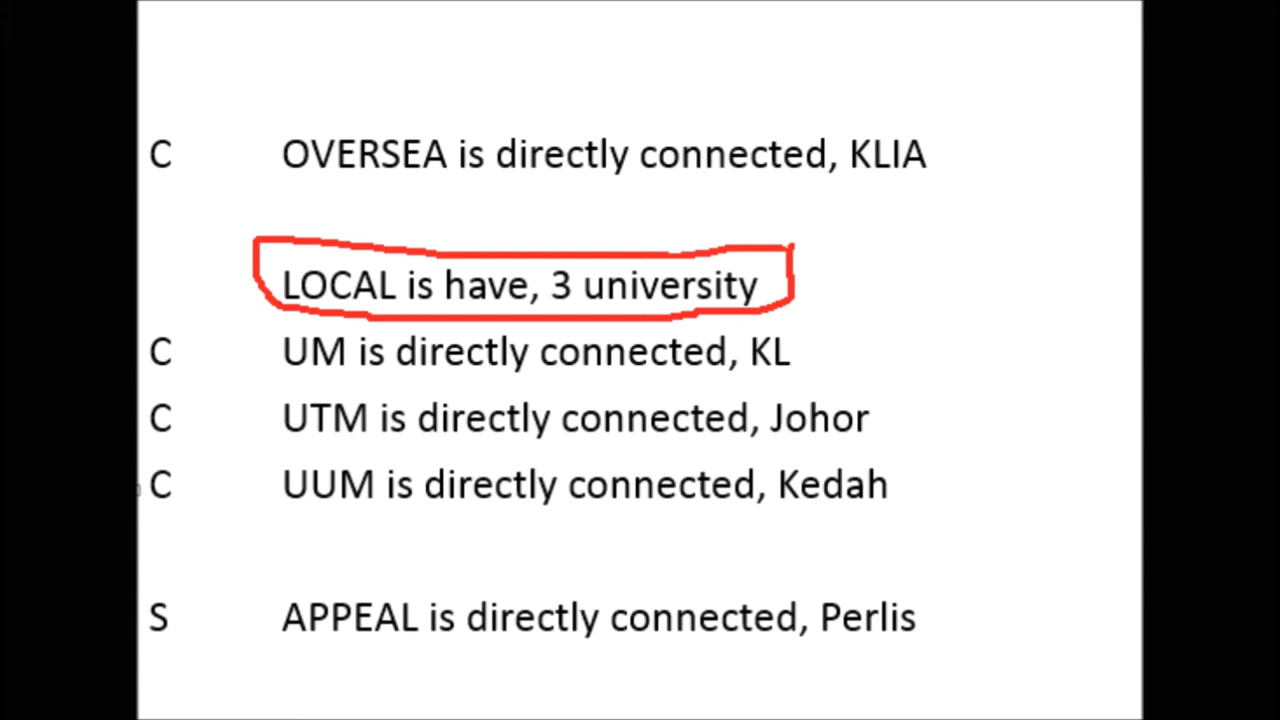 C OVERSEA is directly connected, KLIA
LOCAL is have, 3 university
C UM is directly connected, KL
C UTM is directly connected, Johor
C UUM is directly connected, Kedah
S APPEAL is directly connected, Perlis